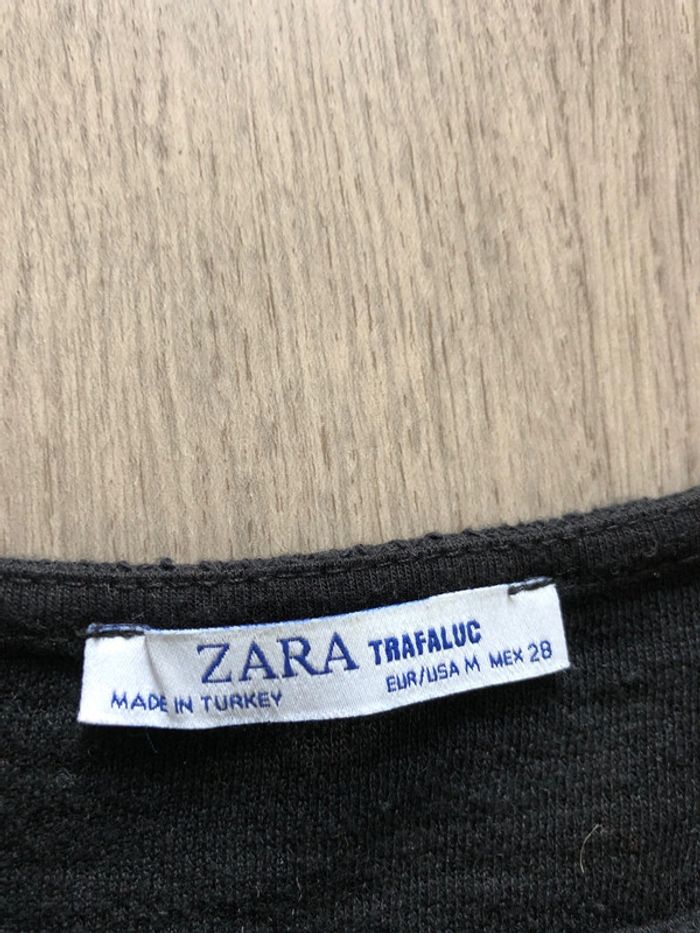 ZARA TRAFALUC
MADE IN TURKEY EUR/USA M MEX 28